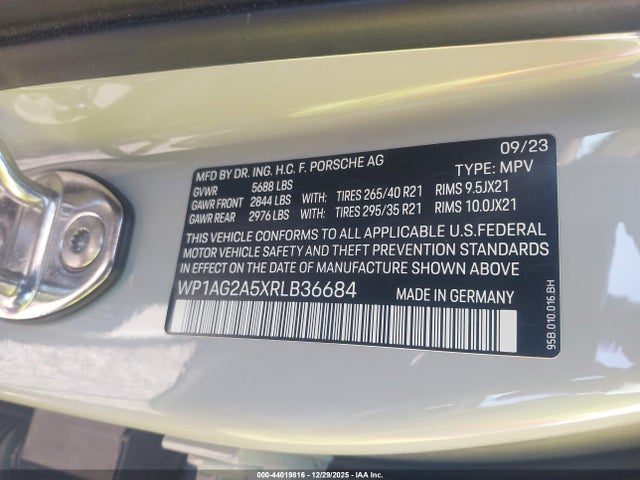 09/23
MFD BY DR. ING. H.C. F. PORSCHE AG
TYPE: MPV
GVWR 5688 LBS
GAWR FRONT 2844 LBS WITH: TIRES 265/40 R21 RIMS 9.5JX21
GAWR REAR 2976 LBS WITH: TIRES 295/35 R21 RIMS 10.0JX21
THIS VEHICLE CONFORMS TO ALL APPLICABLE U.S.FEDERAL
MOTOR VEHICLE SAFETY AND THEFT PREVENTION STANDARDS
IN EFFECT ON THE DATE OF MANUFACTURE SHOWN ABOVE
WP1AG2A5XRLB36684 MADE IN GERMANY
95B 010.016.BH
000-44019816 - 12/29/2025 - IAA Inc.